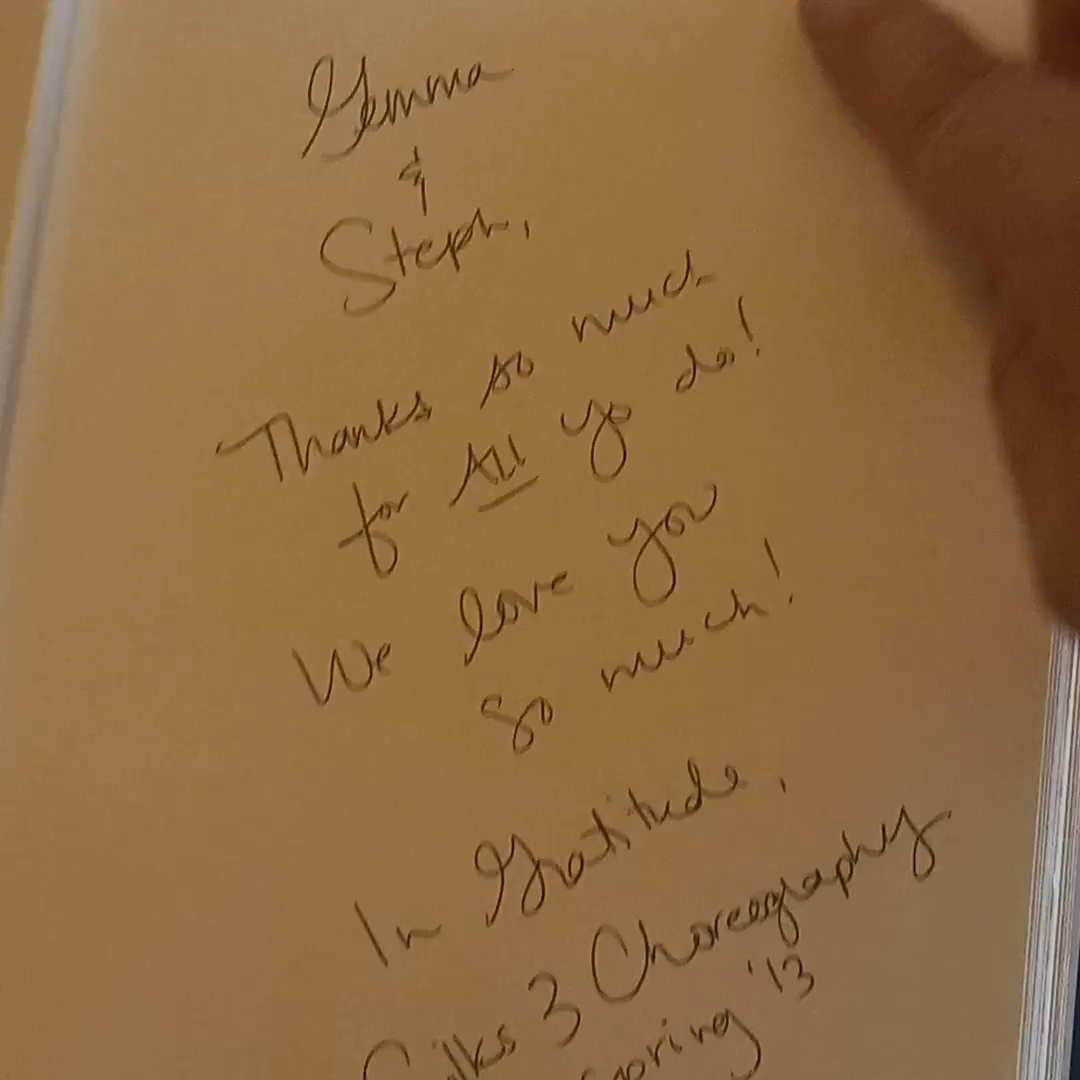 Gemma
&
Steph,
Thanks so much
for All yo do!
We love you
so much!
In Gratitude,
Silks 3 Choreography
Spring '13